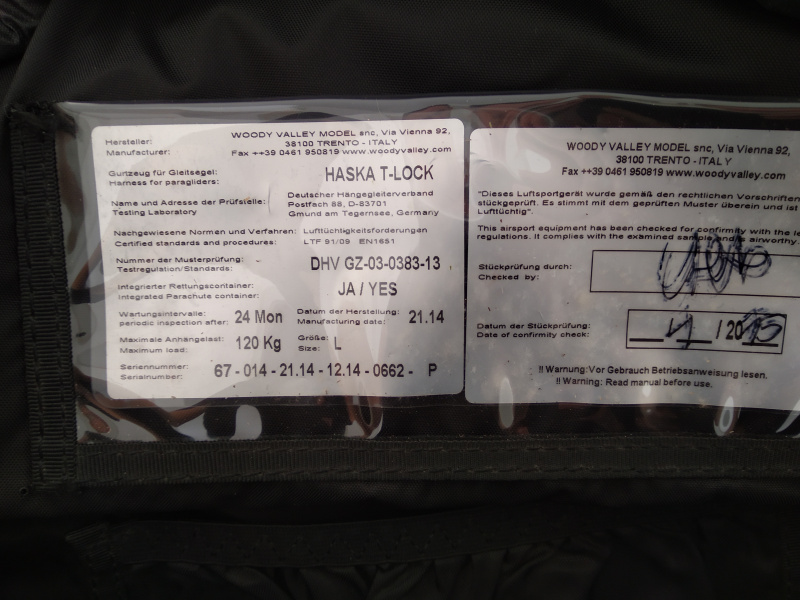 Hersteller:
Manufacturer:
WOODY VALLEY MODEL snc, Via Vienna 92,
38100 TRENTO - ITALY
Fax ++39 0461 950819 www.woodyvalley.com
Gurtzeug für Gleitsegel:
Harness for paragliders:
HASKA T-LOCK
Name und Adresse der Prüfstelle:
Testing Laboratory
Deutscher Hängegleiterverband
Postfach 88, D-83701
Gmund am Tegernsee, Germany
Nachgewiesene Normen und Verfahren:
Certified standards and procedures:
Lufttüchtigkeitsforderungen
LTF 91/09 EN1651
Nummer der Musterprüfung:
Testregulation/Standards:
DHV GZ-03-0383-13
Integrierter Rettungscontainer:
Integrated Parachute container:
JA / YES
Wartungsintervalle:
periodic inspection after:
24 Mon
Datum der Herstellung:
Manufacturing date:
21.14
Maximale Anhängelast:
Maximum load:
120 Kg
Größe:
Size:
L
Seriennummer:
Serialnumber:
67 - 014 - 21.14 - 12.14 - 0662 - P
WOODY VALLEY MODEL snc, Via Vienna 92,
38100 TRENTO - ITALY
Fax ++39 0461 950819 www.woodyvalley.com
"Dieses Luftsportgerät wurde gemäß den rechtlichen Vorschriften
stückgeprüft. Es stimmt mit dem geprüften Muster überein und ist
Lufttüchtig"
This airsport equipment has been checked for confirmity with the
regulations. It complies with the examined sample and is airworthy.
Stückprüfung durch:
Checked by:
Datum der Stückprüfung:
Date of confirmity check:
/ 20 15
!! Warnung: Vor Gebrauch Betriebsanweisung lesen.
!! Warning: Read manual before use.